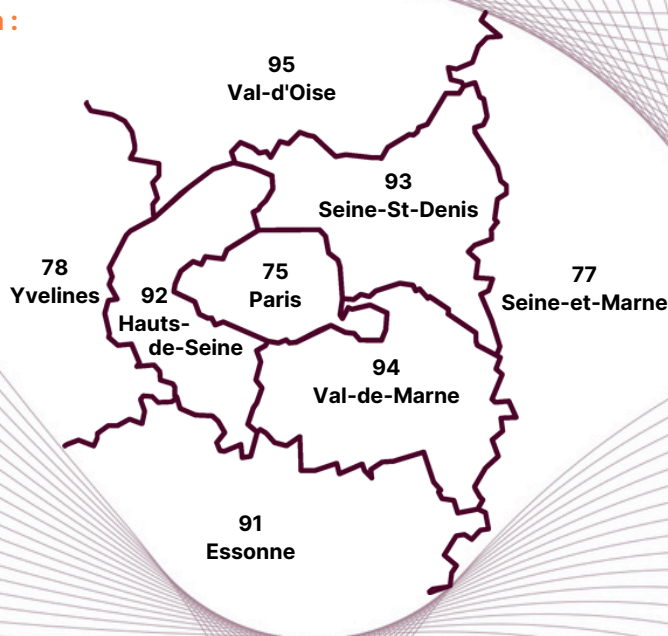 :
95
Val-d'Oise
93
Seine-St-Denis
78
Yvelines
92
Hauts-
de-Seine
75
Paris
77
Seine-et-Marne
94
Val-de-Marne
91
Essonne